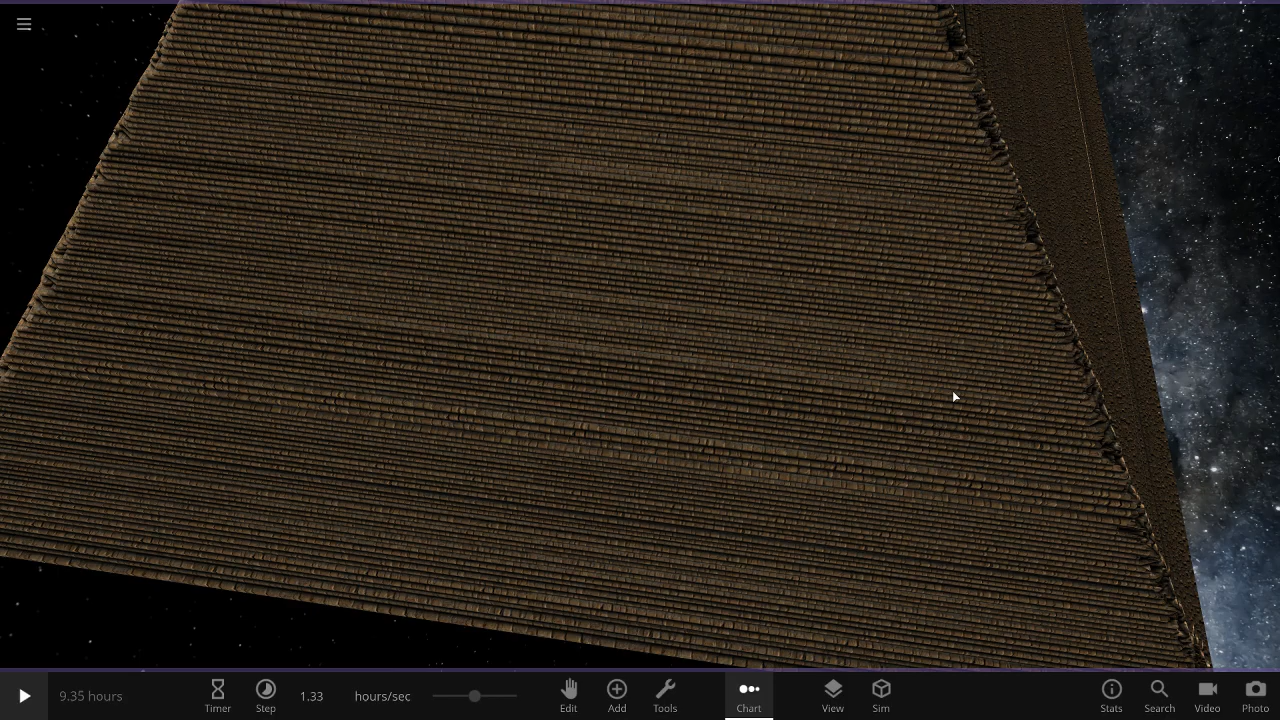 9.35 hours
Timer
Step
1.33
hours/sec
Edit
Add
Tools
Chart
View
Sim
Stats
Search
Video
Photo